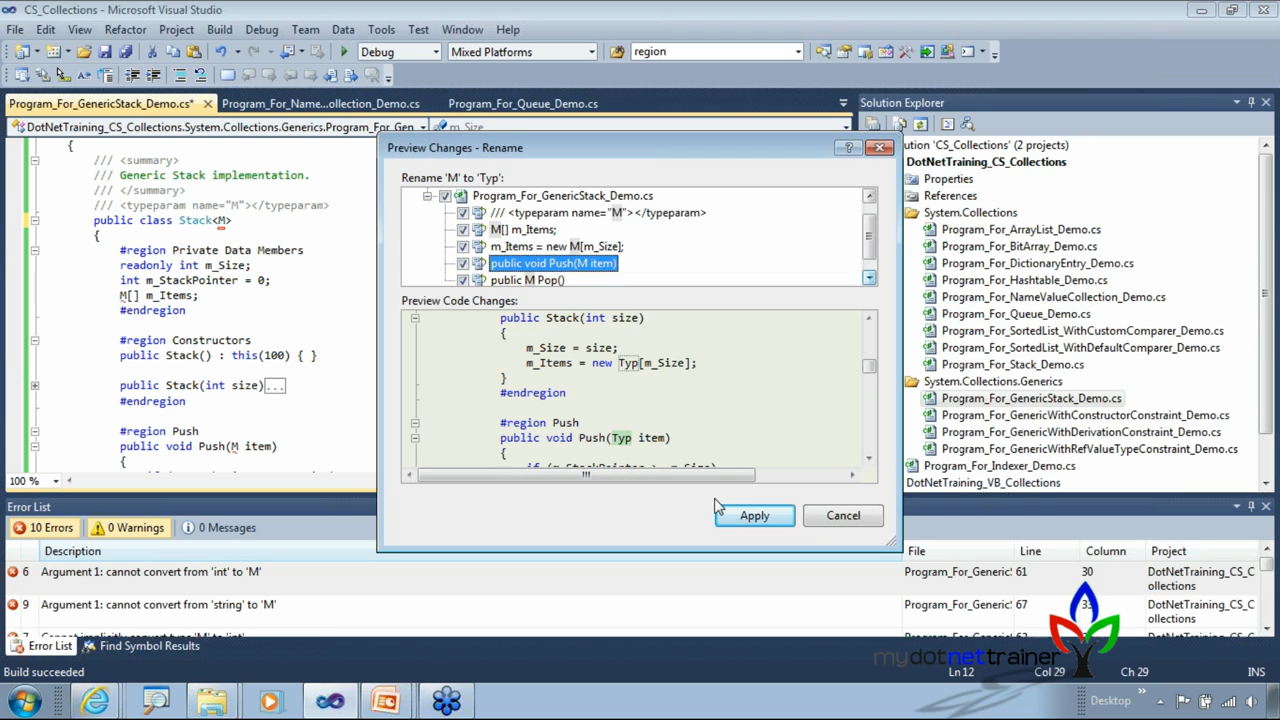 CS_Collections - Microsoft Visual Studio
File Edit View Refactor Project Build Debug Team Data Tools Test Window Help
Debug Mixed Platforms region
Program_For_GenericStack_Demo.cs* Program_For_Name...ollection_Demo.cs Program_For_Queue_Demo.cs
DotNetTraining_CS_Collections.System.Collections.Generics.Program_For_Gen m_Size
{
/// <summary>
/// Generic Stack implementation.
/// </summary>
/// <typeparam name="M"></typeparam>
public class Stack<M>
{
#region Private Data Members
readonly int m_Size;
int m_StackPointer = 0;
M[] m_Items;
#endregion
#region Constructors
public Stack() : this(100) { }
public Stack(int size)...
#endregion
#region Push
public void Push(M item)
{
100 %
Preview Changes - Rename
Rename 'M' to 'Typ':
Program_For_GenericStack_Demo.cs
/// <typeparam name="M"></typeparam>
M[] m_Items;
m_Items = new M[m_Size];
public void Push(M item)
public M Pop()
Preview Code Changes:
public Stack(int size)
{
m_Size = size;
m_Items = new Typ[m_Size];
}
#endregion
#region Push
public void Push(Typ item)
{
Apply Cancel
Solution Explorer
ution 'CS_Collections' (2 projects)
DotNetTraining_CS_Collections
Properties
References
System.Collections
Program_For_ArrayList_Demo.cs
Program_For_BitArray_Demo.cs
Program_For_DictionaryEntry_Demo.cs
Program_For_Hashtable_Demo.cs
Program_For_NameValueCollection_Demo.cs
Program_For_Queue_Demo.cs
Program_For_SortedList_WithCustomComparer_Demo.cs
Program_For_SortedList_WithDefaultComparer_Demo.cs
Program_For_Stack_Demo.cs
System.Collections.Generics
Program_For_GenericStack_Demo.cs
Program_For_GenericWithConstructorConstraint_Demo.cs
Program_For_GenericWithDerivationConstraint_Demo.cs
Program_For_GenericWithRefValueTypeConstraint_Demo.cs
Program_For_Indexer_Demo.cs
DotNetTraining_VB_Collections
Error List
10 Errors 0 Warnings 0 Messages
Description File Line Column Project
6 Argument 1: cannot convert from 'int' to 'M' Program_For_Generic 61 30 DotNetTraining_CS_C
ollections
9 Argument 1: cannot convert from 'string' to 'M' Program_For_Generic 67 DotNetTraining_CS_C
ollections
Error List Find Symbol Results
mydotnettrainer
Build succeeded Ln 12 Col 29 Ch 29 INS
Desktop